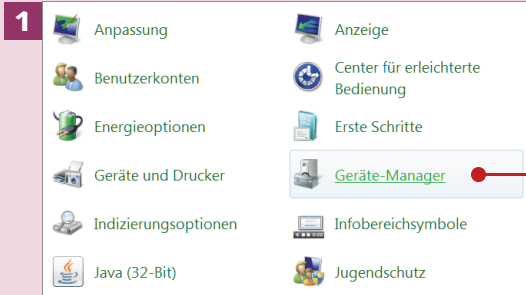 1
Anpassung
Anzeige
Benutzerkonten
Center für erleichterte
Bedienung
Energieoptionen
Erste Schritte
Geräte und Drucker
Geräte-Manager
Indizierungsoptionen
Infobereichsymbole
Java (32-Bit)
Jugendschutz